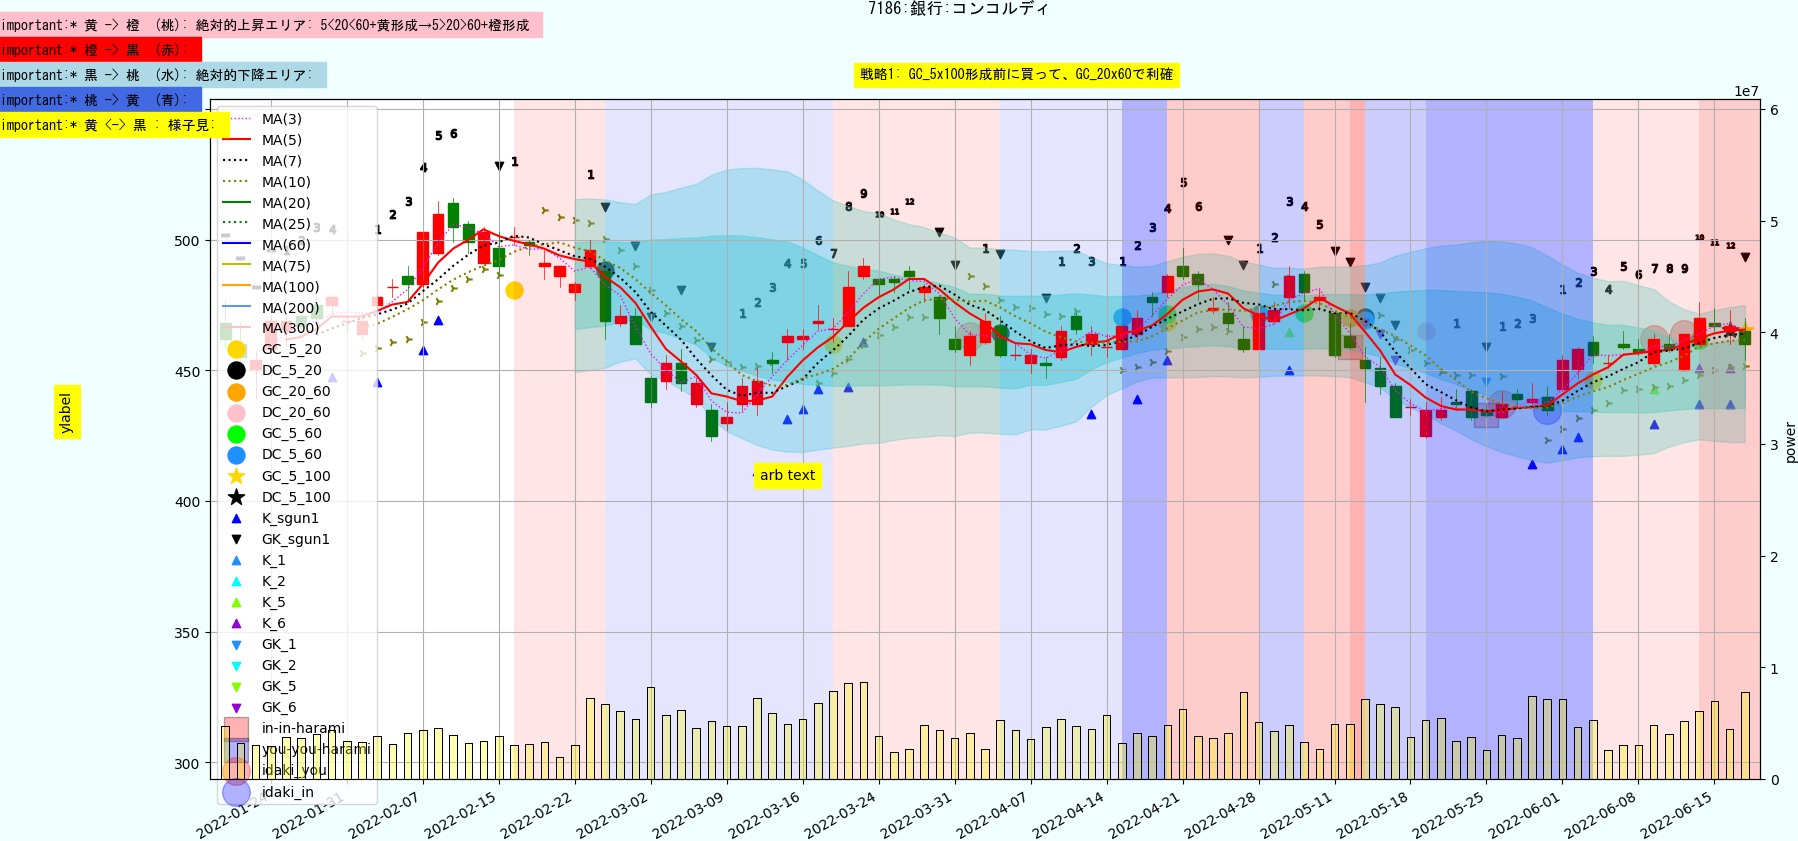 7186:銀行:コンコルディ
important:* 黄 -> 橙 (桃): 絶対的上昇エリア: 5<20<60+黄形成→5>20>60+橙形成
important:* 橙 -> 黒 (赤):
important:* 黒 -> 桃 (水): 絶対的下降エリア:
戦略1: GC_5x100形成前に買って、GC_20x60で利確
important:* 桃 -> 黄 (青):
important:* 黄 <-> 黒 : 様子見:
1e7
MA(3)
MA(5)
MA(7)
MA(10)
MA(20)
MA(25)
MA(60)
MA(75)
MA(100)
MA(200)
MA(300)
GC_5_20
DC_5_20
GC_20_60
DC_20_60
GC_5_60
DC_5_60
GC_5_100
DC_5_100
K_sgun1
GK_sgun1
K_1
K_2
K_5
K_6
GK_1
GK_2
GK_5
GK_6
in-in-harami
you-you-harami
idaki_you
idaki_in
ylabel
500
450
400
350
300
arb text
6
5
4
3
2
1
0
power
2022-01-24
2022-01-31
2022-02-07
2022-02-15
2022-02-22
2022-03-02
2022-03-09
2022-03-16
2022-03-24
2022-03-31
2022-04-07
2022-04-14
2022-04-21
2022-04-28
2022-05-11
2022-05-18
2022-05-25
2022-06-01
2022-06-08
2022-06-15